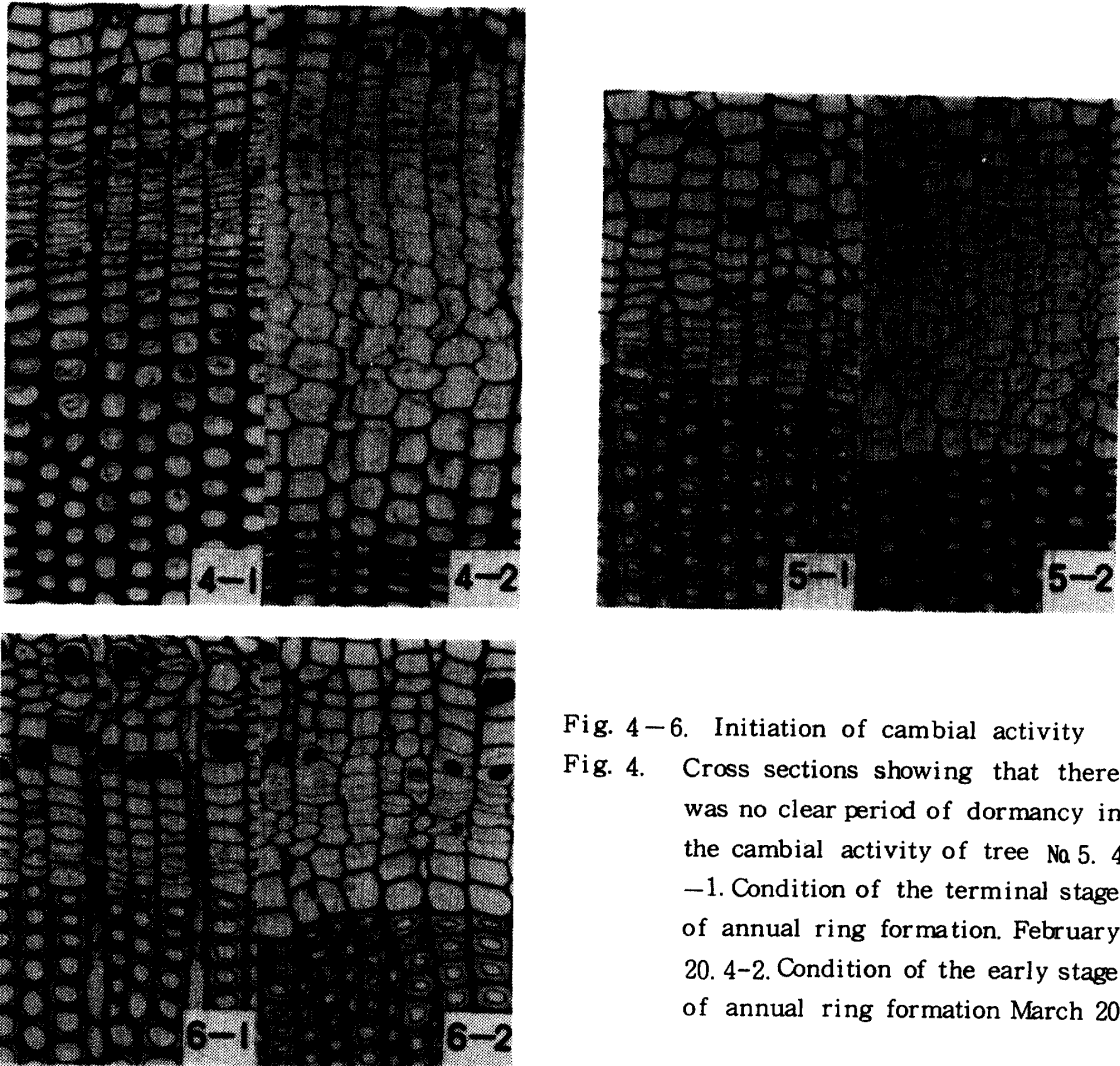 4-1
4-2
5-1
5-2
6-1
6-2
Fig. 4-6. Initiation of cambial activity
Fig. 4. Cross sections showing that there
was no clear period of dormancy in
the cambial activity of tree No. 5. 4
-1. Condition of the terminal stage
of annual ring formation. February
20. 4-2. Condition of the early stage
of annual ring formation March 20